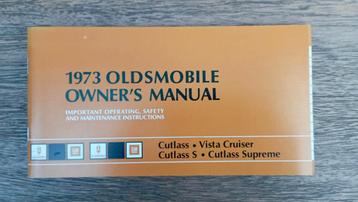 1973 OLDSMOBILE
OWNER'S MANUAL
IMPORTANT OPERATING, SAFETY
AND MAINTENANCE INSTRUCTIONS
Cutlass • Vista Cruiser
Cutlass S • Cutlass Supreme